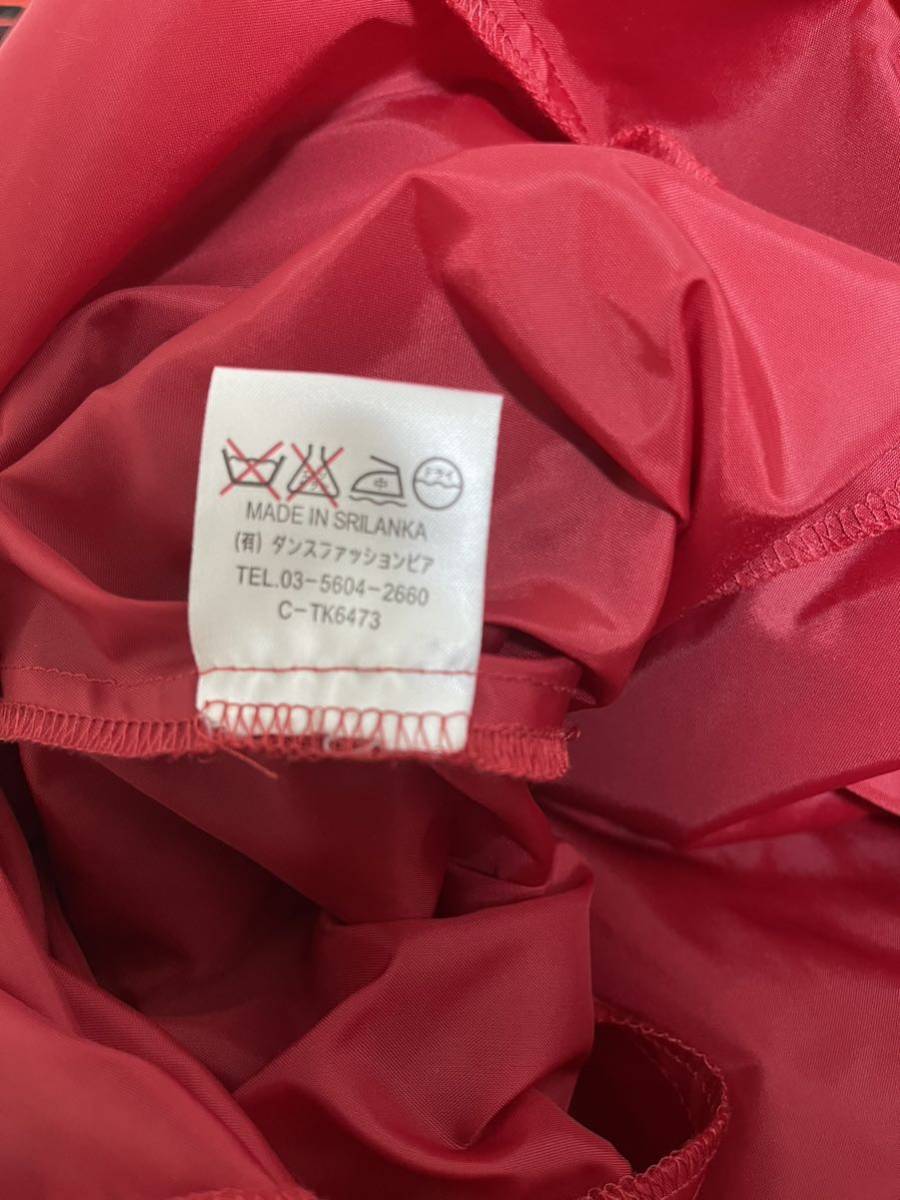 中 ドライ
MADE IN SRILANKA
(有) ダンスファッションピア
TEL.03-5604-2660
C-TK6473